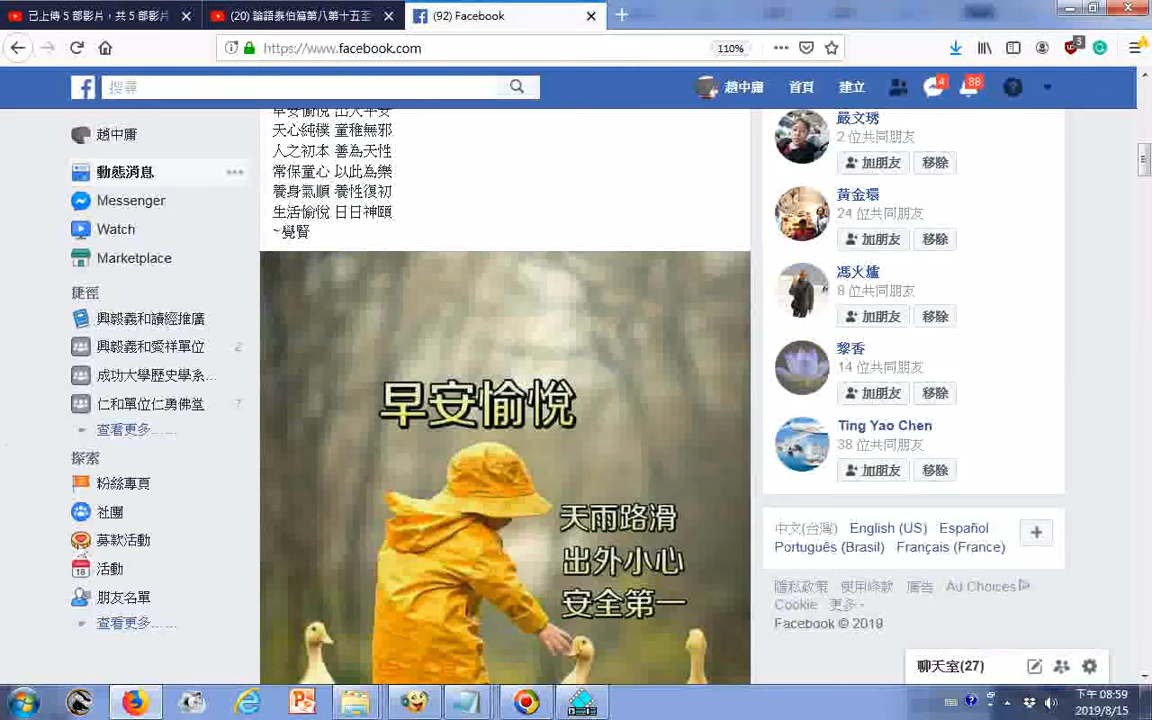 已上傳 5 部影片，共 5 部影片
(20) 論語泰伯篇第八第十五至
(92) Facebook
https://www.facebook.com
110%
3
搜尋
趙中庸
首頁
建立
4
88
趙中庸
動態消息
Messenger
Watch
Marketplace
捷徑
興毅義和讀經推廣
興毅義和愛祥單位 2
成功大學歷史學系...
仁和單位仁勇佛堂 7
查看更多......
探索
粉絲專頁
社團
募款活動
活動
朋友名單
查看更多......
早安愉悅 出入平安
天心純樸 童稚無邪
人之初本 善為天性
常保童心 以此為樂
養身氣順 養性復初
生活愉悅 日日神頤
~覺賢
早安愉悅
天雨路滑
出外小心
安全第一
嚴文琇
2 位共同朋友
加朋友 移除
黃金環
24 位共同朋友
加朋友 移除
馮火爐
8 位共同朋友
加朋友 移除
黎香
14 位共同朋友
加朋友 移除
Ting Yao Chen
38 位共同朋友
加朋友 移除
中文(台灣) English (US) Español
Português (Brasil) Français (France)
隱私政策 使用條款 廣告 Ad Choices
Cookie 更多
Facebook © 2019
聊天室(27)
下午 08:59
2019/8/15